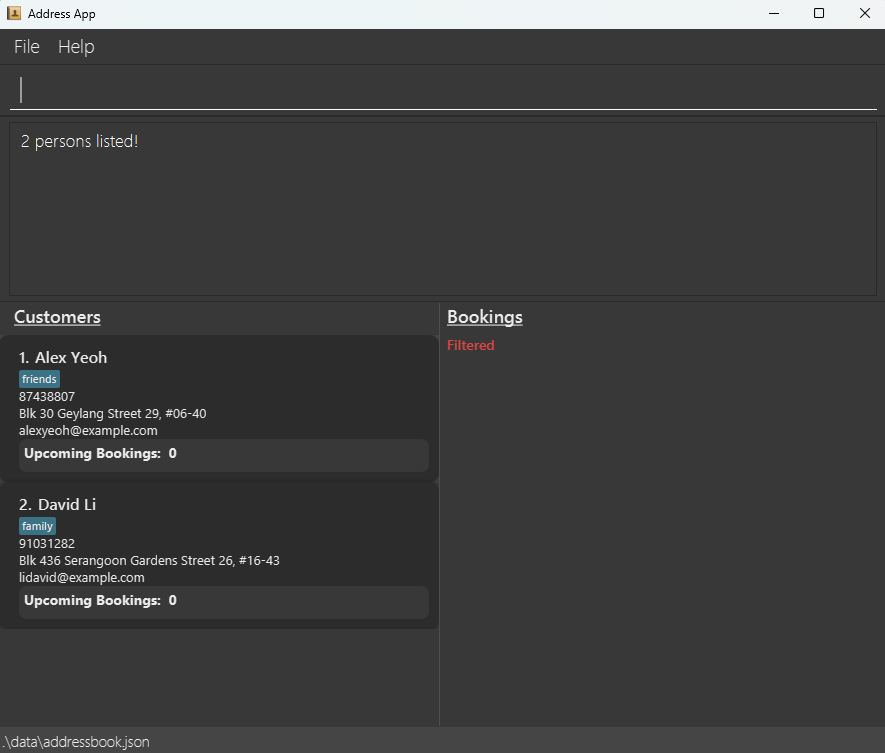 Address App
File Help
2 persons listed!
Customers
1. Alex Yeoh
friends
87438807
Blk 30 Geylang Street 29, #06-40
alexyeoh@example.com
Upcoming Bookings: 0
2. David Li
family
91031282
Blk 436 Serangoon Gardens Street 26, #16-43
lidavid@example.com
Upcoming Bookings: 0
Bookings
Filtered
.\data\addressbook.json